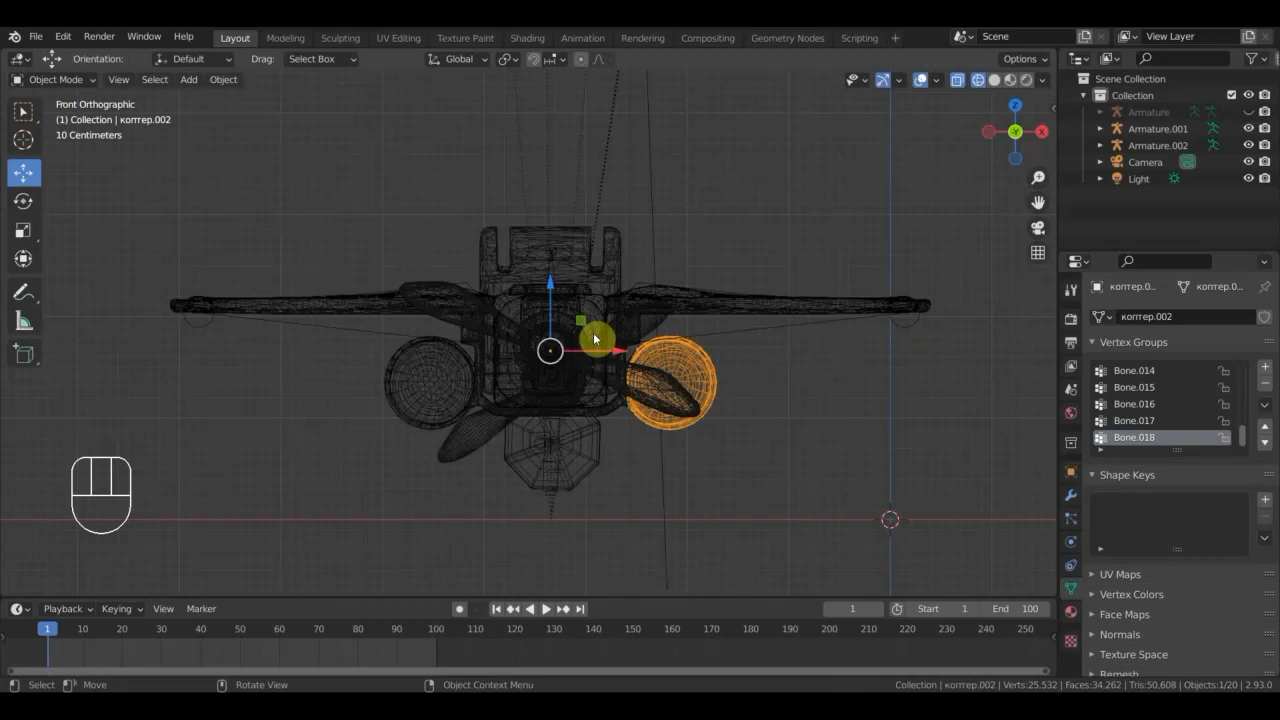 File Edit Render Window Help Layout Modeling Sculpting UV Editing Texture Paint Shading Animation Rendering Compositing Geometry Nodes Scripting + Scene View Layer
Orientation: Default Drag: Select Box Global Options
Object Mode View Select Add Object
Front Orthographic
(1) Collection | коптер.002
10 Centimeters
Z
X
-Y
Scene Collection
Collection
Armature
Armature.001
Armature.002
Camera
Light
коптер.0... коптер.0...
коптер.002
Vertex Groups
Bone.014
Bone.015
Bone.016
Bone.017
Bone.018
Shape Keys
UV Maps
Vertex Colors
Face Maps
Normals
Texture Space
Remesh
Playback Keying View Marker 1 Start 1 End 100
1 10 20 30 40 50 60 70 80 90 100 110 120 130 140 150 160 170 180 190 200 210 220 230 240 250
Select Move Rotate View Object Context Menu Collection | коптер.002 | Verts:25.532 | Faces:34,262 | Tris:50,608 | Objects:1/20 | 2.93.0